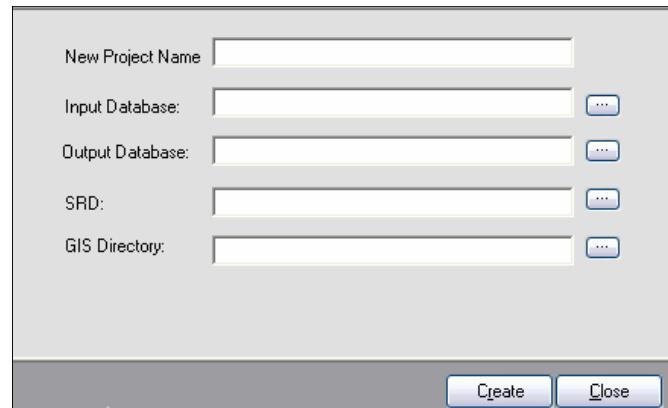 New Project Name
Input Database:
...
Output Database:
...
SRD:
...
GIS Directory:
...
Create
Close